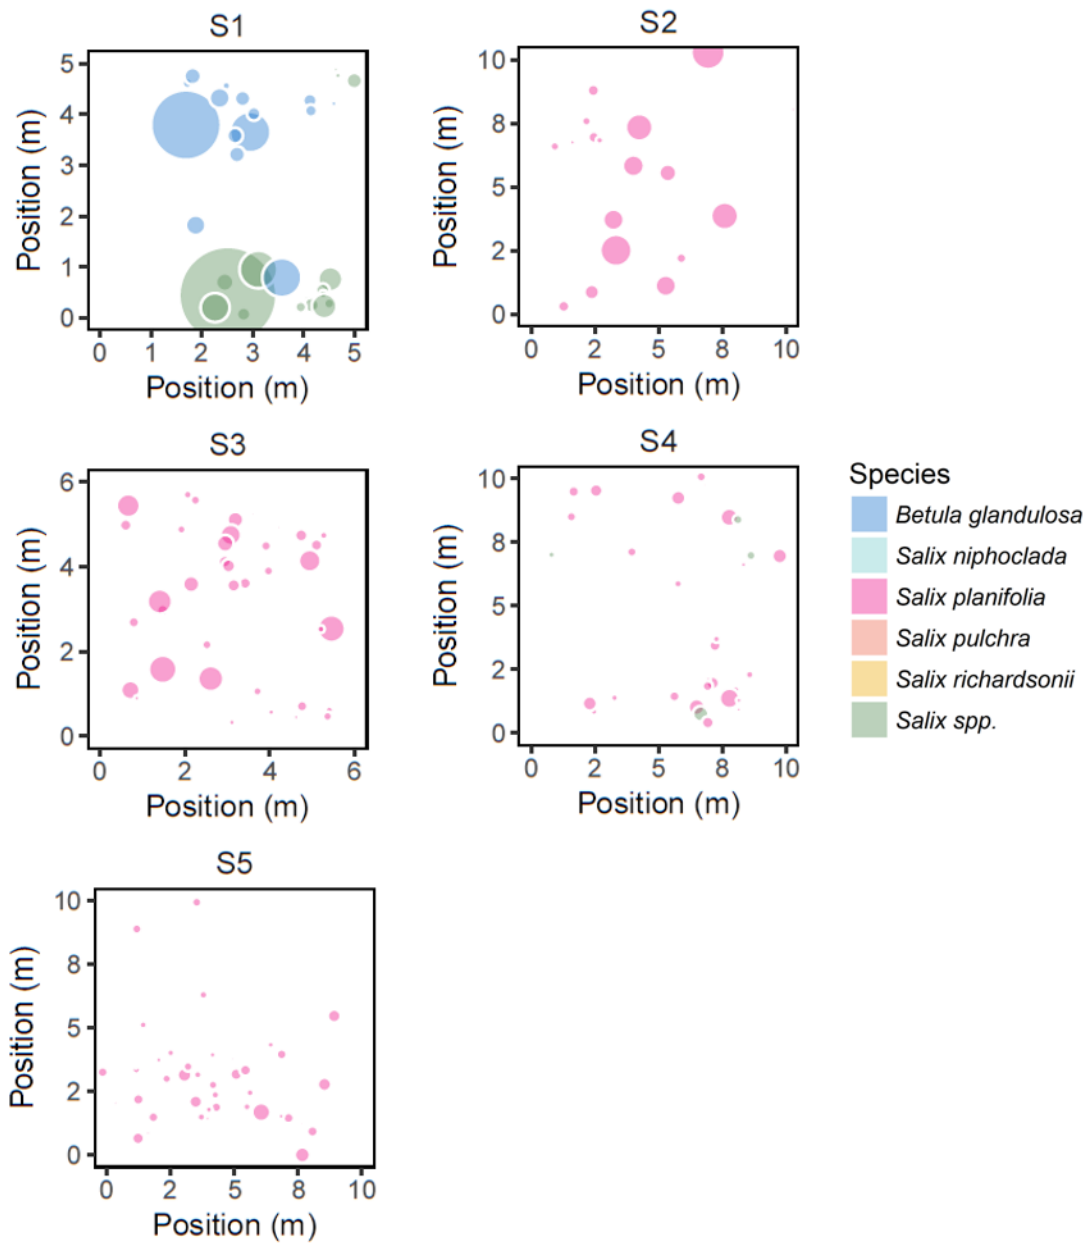 S1
5
4
3
2
1
0
Position (m)
0 1 2 3 4 5
Position (m)
S2
10
8
5
2
0
Position (m)
0 2 5 8 10
Position (m)
S3
6
4
2
0
Position (m)
0 2 4 6
Position (m)
S4
10
8
5
2
0
Position (m)
0 2 5 8 10
Position (m)
Species
Betula glandulosa
Salix niphoclada
Salix planifolia
Salix pulchra
Salix richardsonii
Salix spp.
S5
10
8
5
2
0
Position (m)
0 2 5 8 10
Position (m)